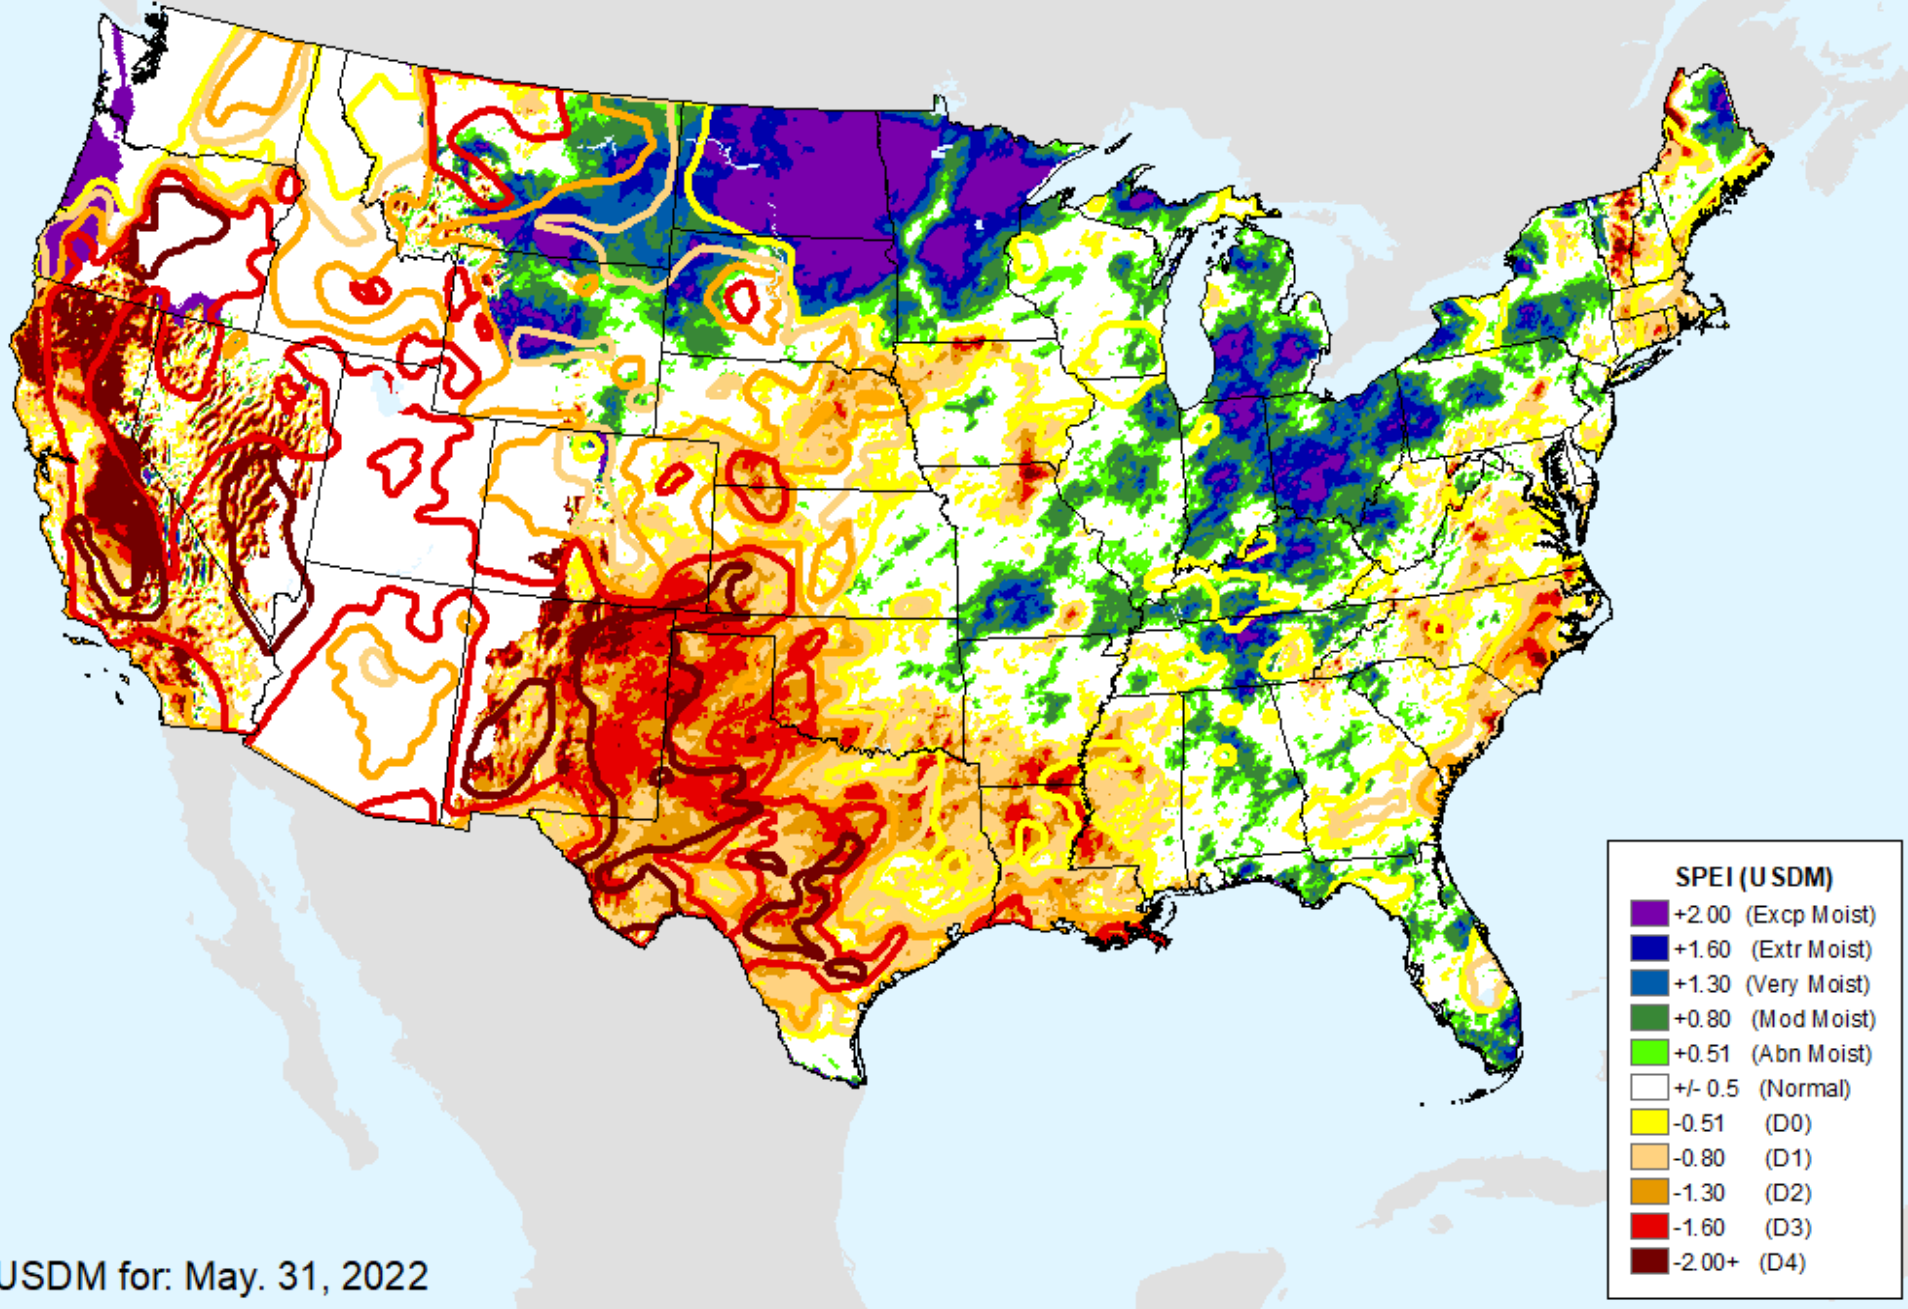 SPEI (USDM)
+2.00 (Excp Moist)
+1.60 (Extr Moist)
+1.30 (Very Moist)
+0.80 (Mod Moist)
+0.51 (Abn Moist)
+/- 0.5 (Normal)
-0.51 (D0)
-0.80 (D1)
-1.30 (D2)
-1.60 (D3)
-2.00+ (D4)
USDM for: May. 31, 2022